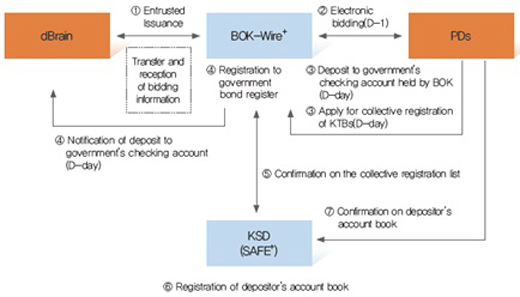 ① Entrusted
Issuance
② Electronic
bidding(D-1)
dBrain
BOK-Wire+
PDs
Transfer and
reception
of bidding
information
④ Registration to
government
bond register
③ Deposit to government's
checking account held by BOK
(D-day)
③ Apply for collective registration
of KTBs(D-day)
④ Notification of deposit to
government's checking account
(D-day)
⑤ Confirmation on the collective registration list
⑦ Confirmation on depositor's
account book
KSD
(SAFE+)
⑥ Registration of depositor's account book